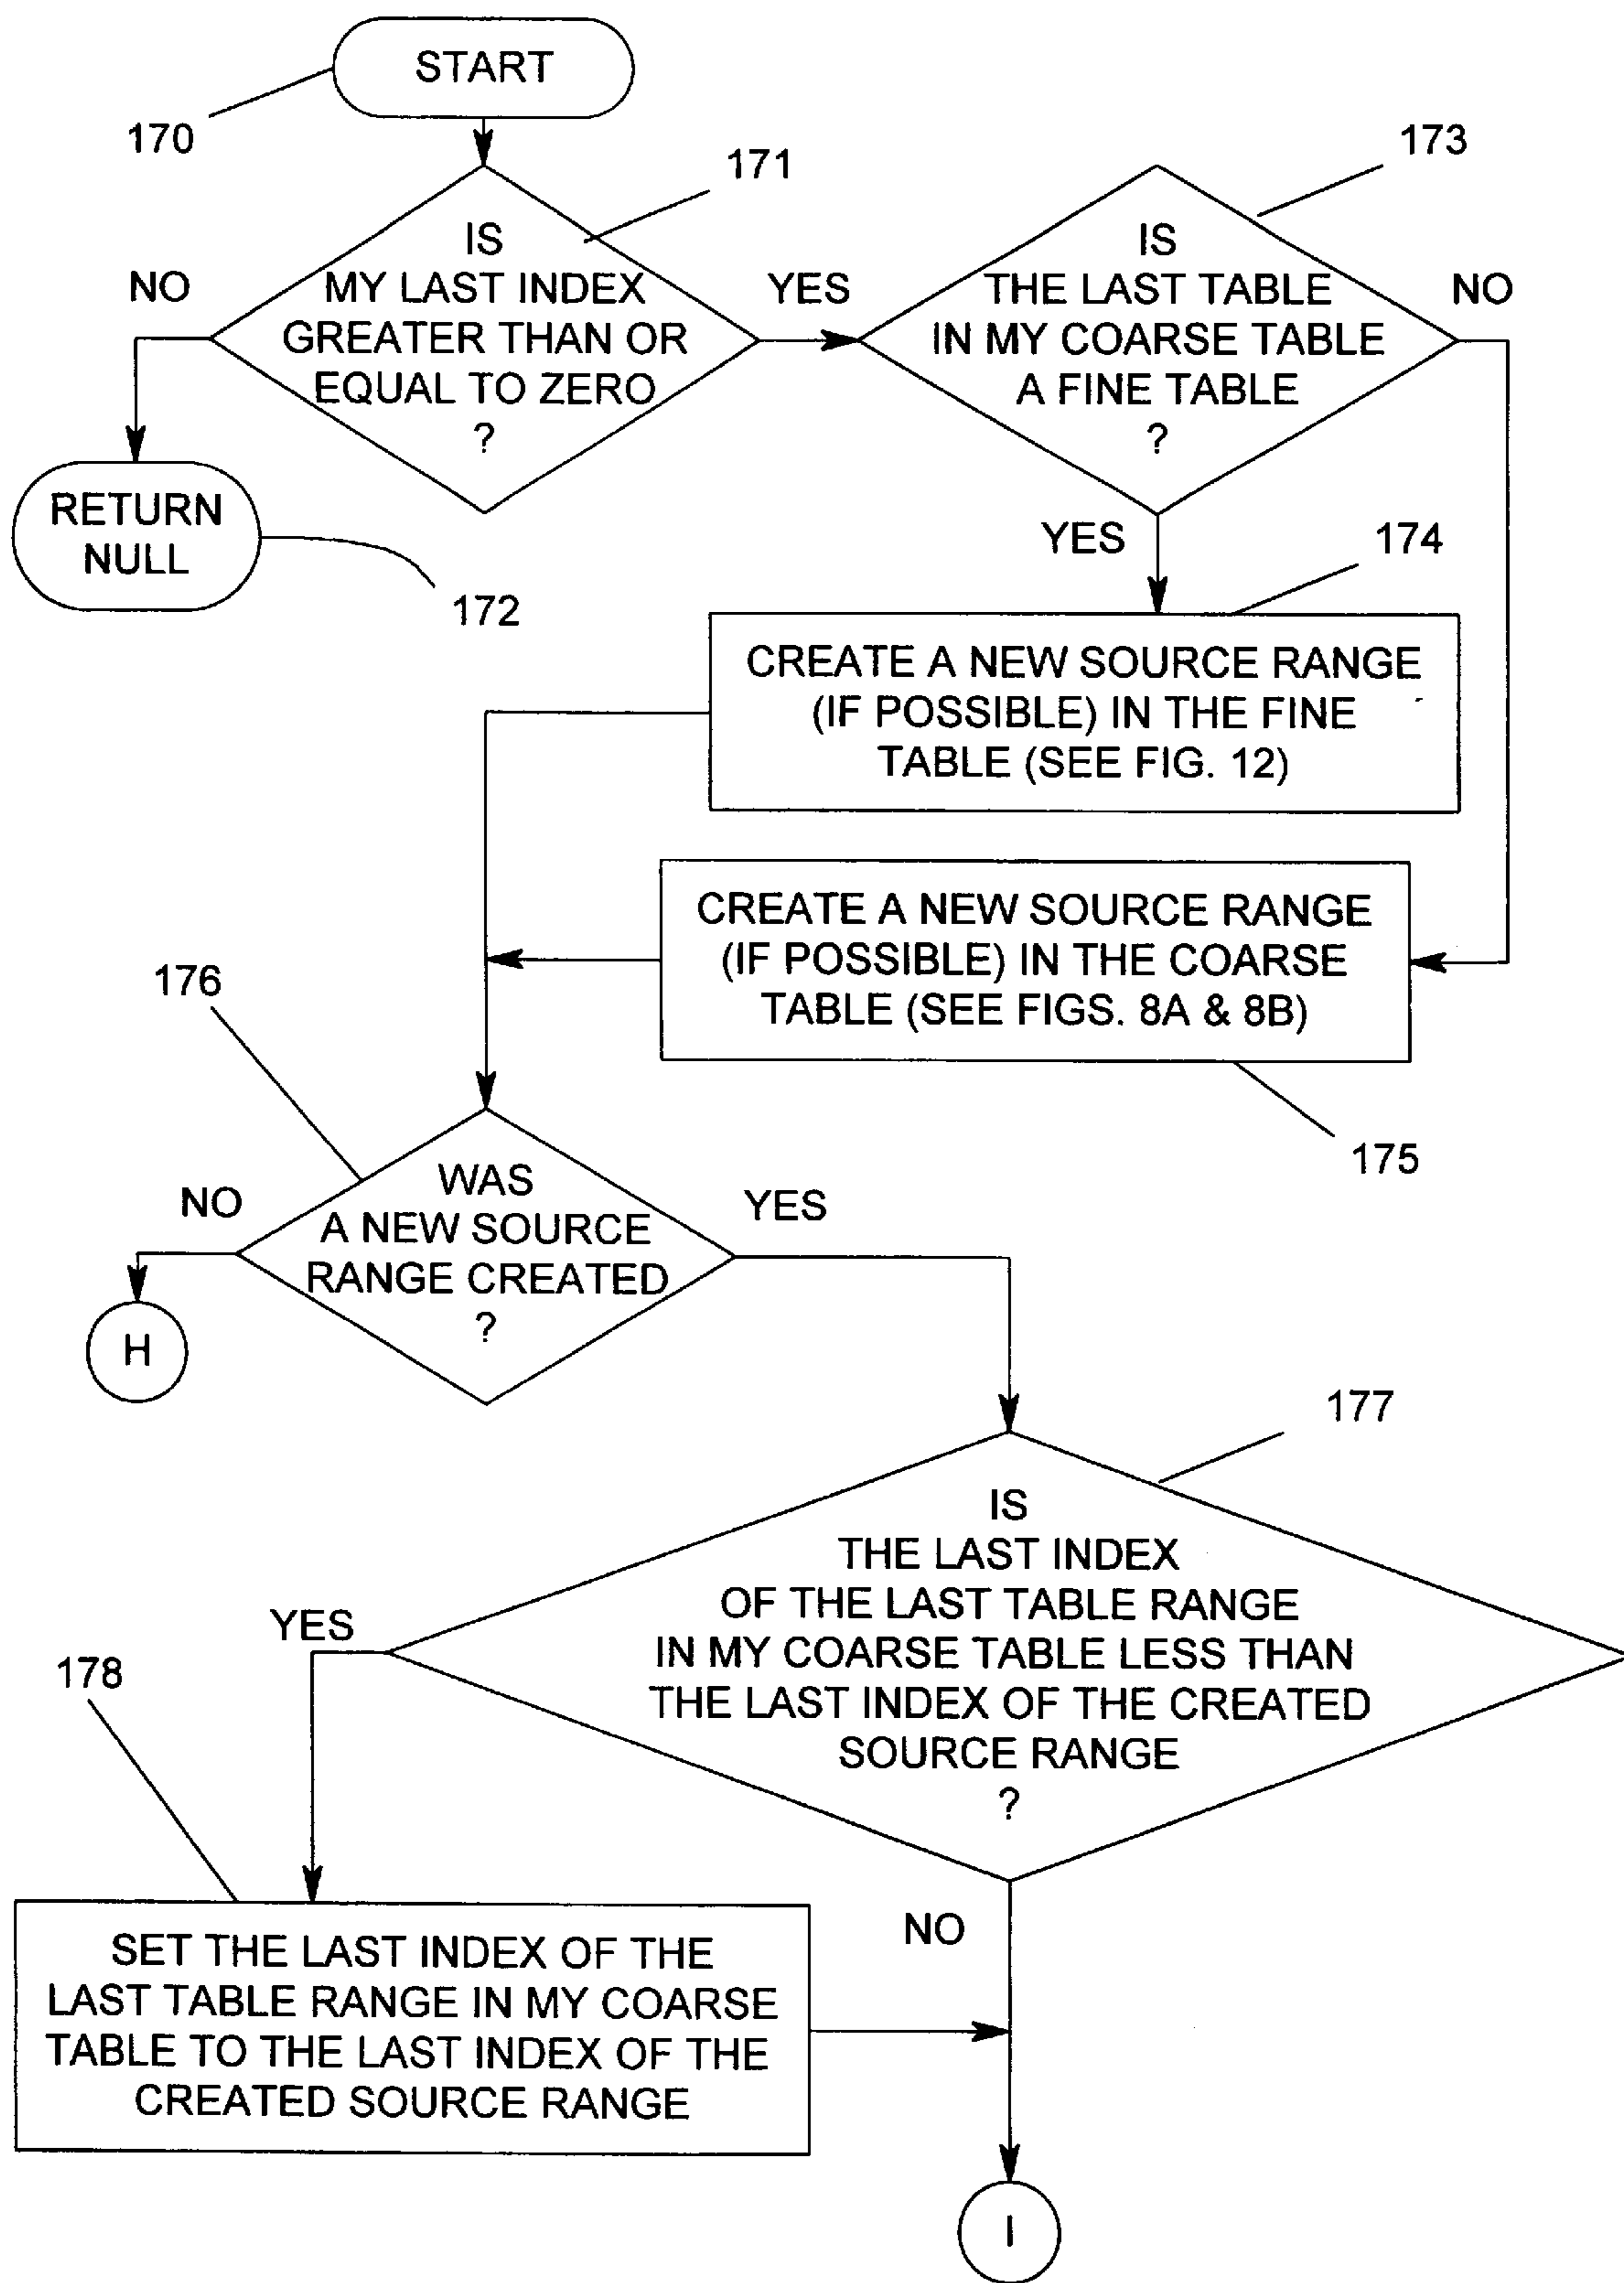 START
170
171
173
IS
MY LAST INDEX
GREATER THAN OR
EQUAL TO ZERO
?
NO
YES
IS
THE LAST TABLE
IN MY COARSE TABLE
A FINE TABLE
?
NO
RETURN
NULL
172
YES
174
CREATE A NEW SOURCE RANGE
(IF POSSIBLE) IN THE FINE
TABLE (SEE FIG. 12)
CREATE A NEW SOURCE RANGE
(IF POSSIBLE) IN THE COARSE
TABLE (SEE FIGS. 8A & 8B)
175
176
WAS
A NEW SOURCE
RANGE CREATED
?
NO
YES
H
177
IS
THE LAST INDEX
OF THE LAST TABLE RANGE
IN MY COARSE TABLE LESS THAN
THE LAST INDEX OF THE CREATED
SOURCE RANGE
?
YES
178
NO
SET THE LAST INDEX OF THE
LAST TABLE RANGE IN MY COARSE
TABLE TO THE LAST INDEX OF THE
CREATED SOURCE RANGE
I